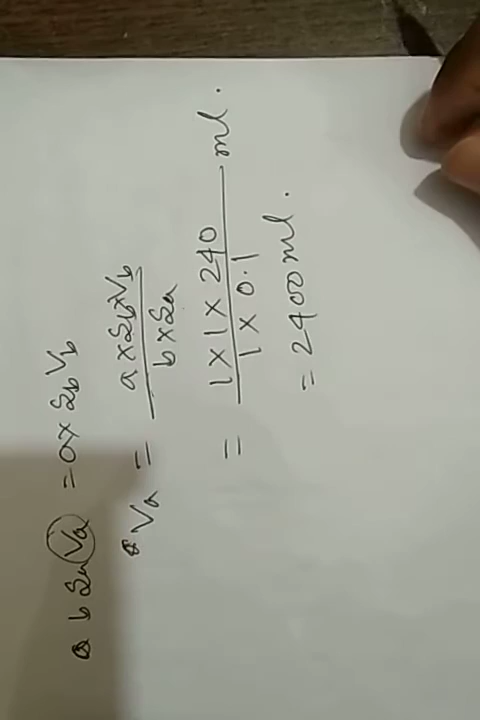 b Sa Va = a x Sb Vb
Va = a x Sb x Vb / b x Sa
= 1 x 1 x 240 / 1 x 0.1 ml.
= 2400 ml.